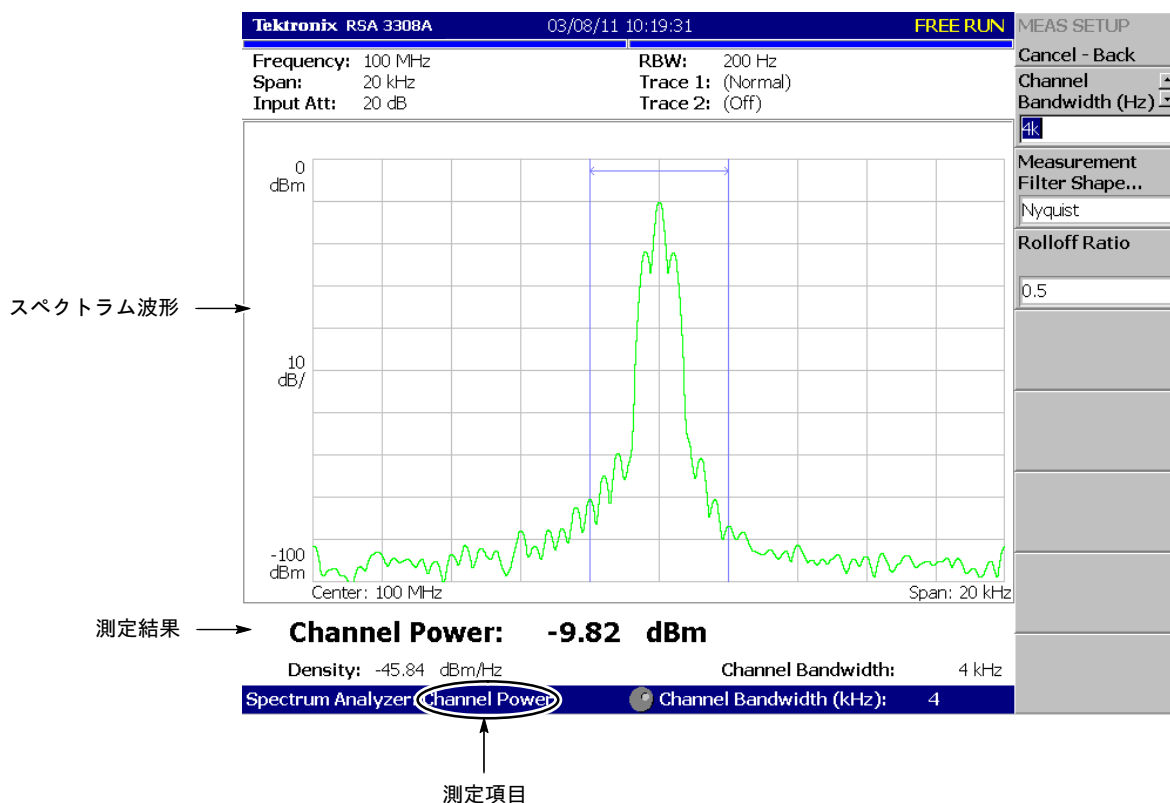 Tektronix RSA 3308A 03/08/11 10:19:31 FREE RUN
Frequency: 100 MHz RBW: 200 Hz
Span: 20 kHz Trace 1: (Normal)
Input Att: 20 dB Trace 2: (Off)
MEAS SETUP
Cancel - Back
Channel
Bandwidth (Hz)
4k
Measurement
Filter Shape...
Nyquist
Rolloff Ratio
0.5
0
dBm
スペクトラム波形
10
dB/
-100
dBm
Center: 100 MHz Span: 20 kHz
測定結果
Channel Power: -9.82 dBm
Density: -45.84 dBm/Hz Channel Bandwidth: 4 kHz
Spectrum Analyzer: Channel Power Channel Bandwidth (kHz): 4
測定項目